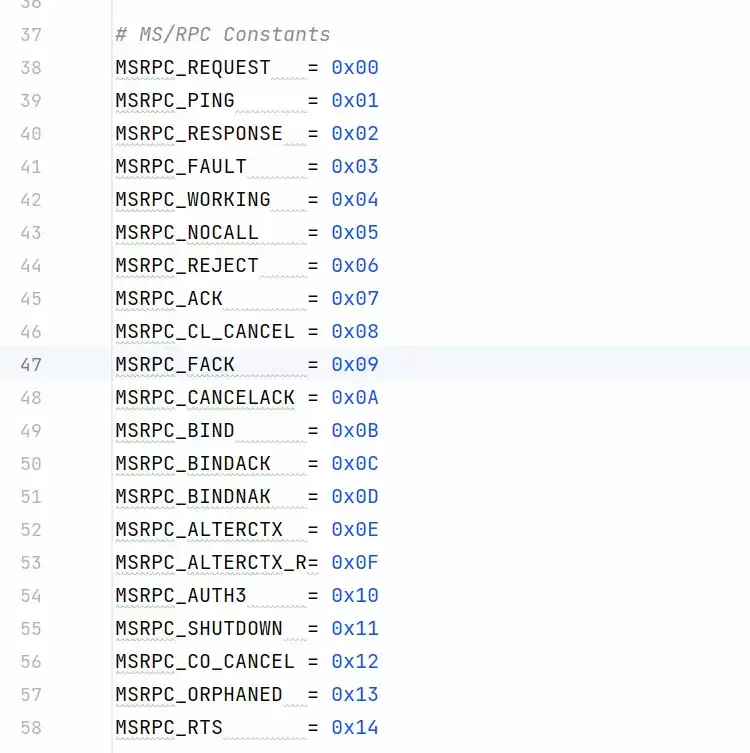 36
37 # MS/RPC Constants
38 MSRPC_REQUEST   = 0x00
39 MSRPC_PING      = 0x01
40 MSRPC_RESPONSE  = 0x02
41 MSRPC_FAULT     = 0x03
42 MSRPC_WORKING   = 0x04
43 MSRPC_NOCALL    = 0x05
44 MSRPC_REJECT    = 0x06
45 MSRPC_ACK       = 0x07
46 MSRPC_CL_CANCEL = 0x08
47 MSRPC_FACK      = 0x09
48 MSRPC_CANCELACK = 0x0A
49 MSRPC_BIND      = 0x0B
50 MSRPC_BINDACK   = 0x0C
51 MSRPC_BINDNAK   = 0x0D
52 MSRPC_ALTERCTX  = 0x0E
53 MSRPC_ALTERCTX_R= 0x0F
54 MSRPC_AUTH3     = 0x10
55 MSRPC_SHUTDOWN  = 0x11
56 MSRPC_CO_CANCEL = 0x12
57 MSRPC_ORPHANED  = 0x13
58 MSRPC_RTS       = 0x14